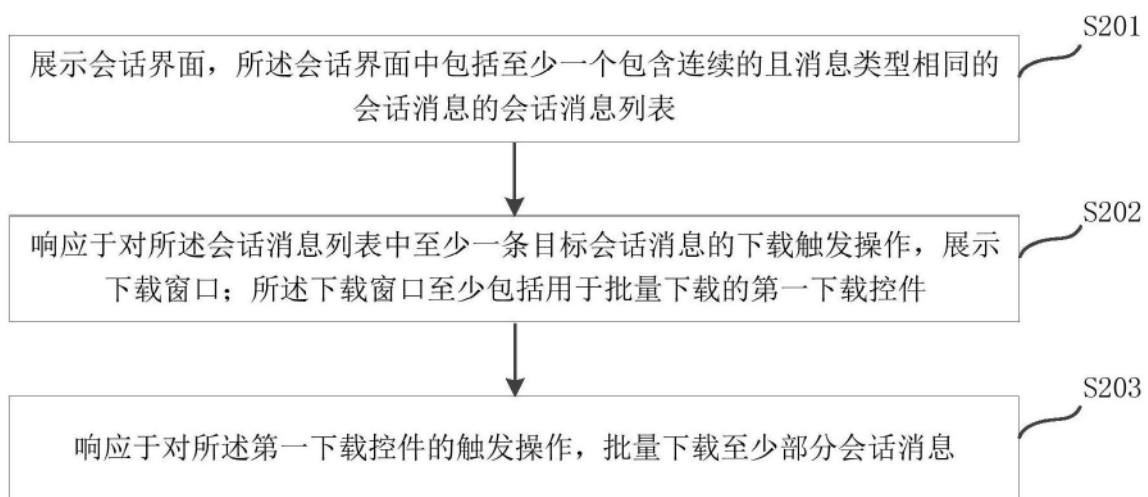 S201
展示会话界面，所述会话界面中包括至少一个包含连续的且消息类型相同的
会话消息的会话消息列表
S202
响应于对所述会话消息列表中至少一条目标会话消息的下载触发操作，展示
下载窗口；所述下载窗口至少包括用于批量下载的第一下载控件
S203
响应于对所述第一下载控件的触发操作，批量下载至少部分会话消息